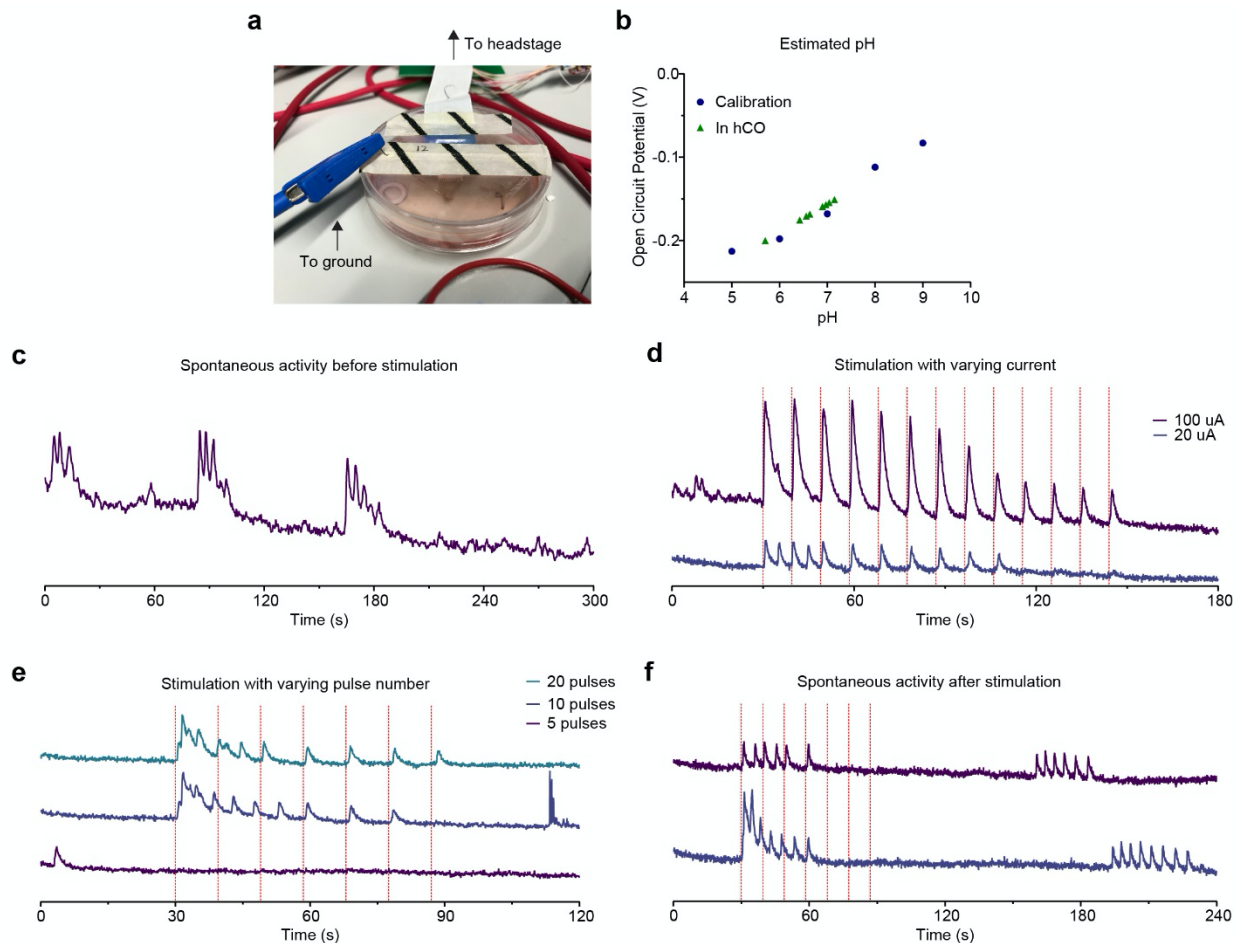 a
To headstage
To ground
12
b
Estimated pH
Open Circuit Potential (V)
0.0
-0.1
-0.2
Calibration
In hCO
4 5 6 7 8 9 10
pH
c
Spontaneous activity before stimulation
0 60 120 180 240 300
Time (s)
d
Stimulation with varying current
100 uA
20 uA
0 60 120 180
Time (s)
e
Stimulation with varying pulse number
20 pulses
10 pulses
5 pulses
0 30 60 90 120
Time (s)
f
Spontaneous activity after stimulation
0 60 120 180 240
Time (s)